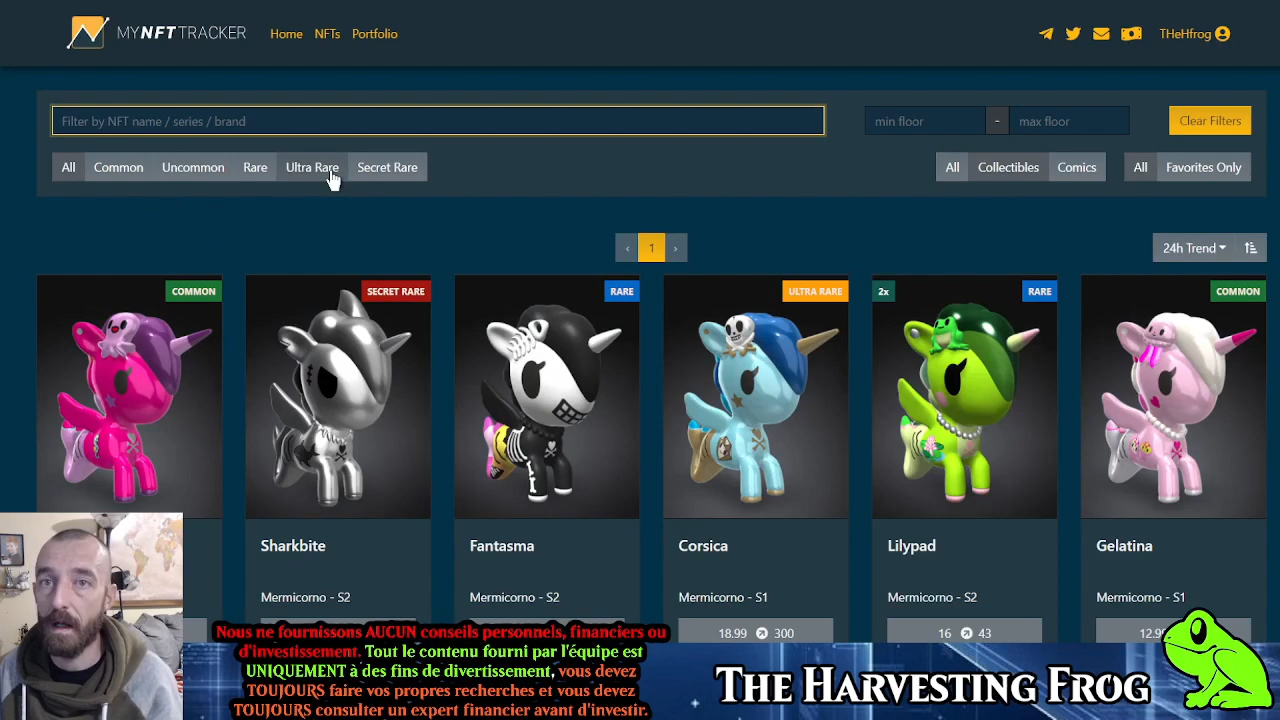 MYNFTTRACKER Home NFTs Portfolio THeHfrog
Filter by NFT name / series / brand min floor - max floor Clear Filters
All Common Uncommon Rare Ultra Rare Secret Rare All Collectibles Comics All Favorites Only
‹ 1 › 24h Trend
COMMON SECRET RARE RARE ULTRA RARE 2x RARE COMMON
Sharkbite Fantasma Corsica Lilypad Gelatina
Mermicorno - S2 Mermicorno - S2 Mermicorno - S1 Mermicorno - S2 Mermicorno - S1
18.99 300 16 43
Nous ne fournissons AUCUN conseils personnels, financiers ou
d'investissement. Tout le contenu fourni par l'équipe est
UNIQUEMENT à des fins de divertissement, vous devez
TOUJOURS faire vos propres recherches et vous devez
TOUJOURS consulter un expert financier avant d'investir.
The Harvesting Frog